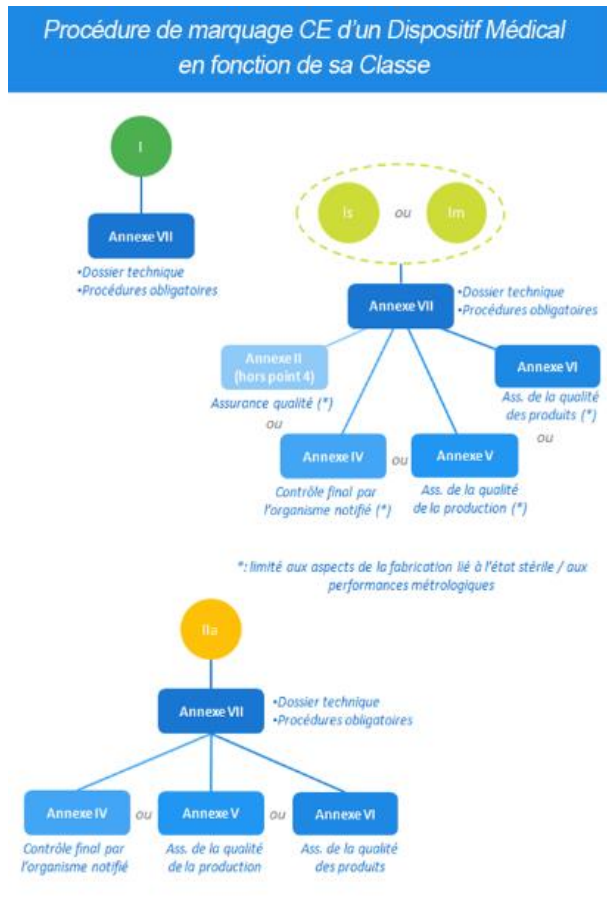 Procédure de marquage CE d'un Dispositif Médical
en fonction de sa Classe
I
Annexe VII
•Dossier technique
•Procédures obligatoires
Is
ou
Im
Annexe VII
•Dossier technique
•Procédures obligatoires
Annexe II
(hors point 4)
Assurance qualité (*)
ou
Annexe IV
Contrôle final par
l'organisme notifié (*)
ou
Annexe V
Ass. de la qualité
de la production (*)
ou
Annexe VI
Ass. de la qualité
des produits (*)
*: limité aux aspects de la fabrication lié à l'état stérile / aux
performances métrologiques
IIa
Annexe VII
•Dossier technique
•Procédures obligatoires
Annexe IV
ou
Annexe V
ou
Annexe VI
Contrôle final par
l'organisme notifié
Ass. de la qualité
de la production
Ass. de la qualité
des produits